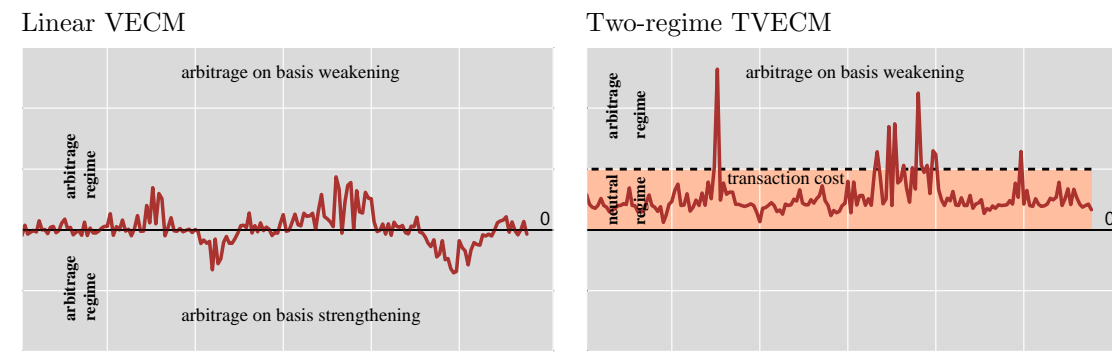 Linear VECM
arbitrage on basis weakening
arbitrage
regime
0
arbitrage
regime
arbitrage on basis strengthening
Two-regime TVECM
arbitrage on basis weakening
arbitrage
regime
transaction cost
neutral
regime
0